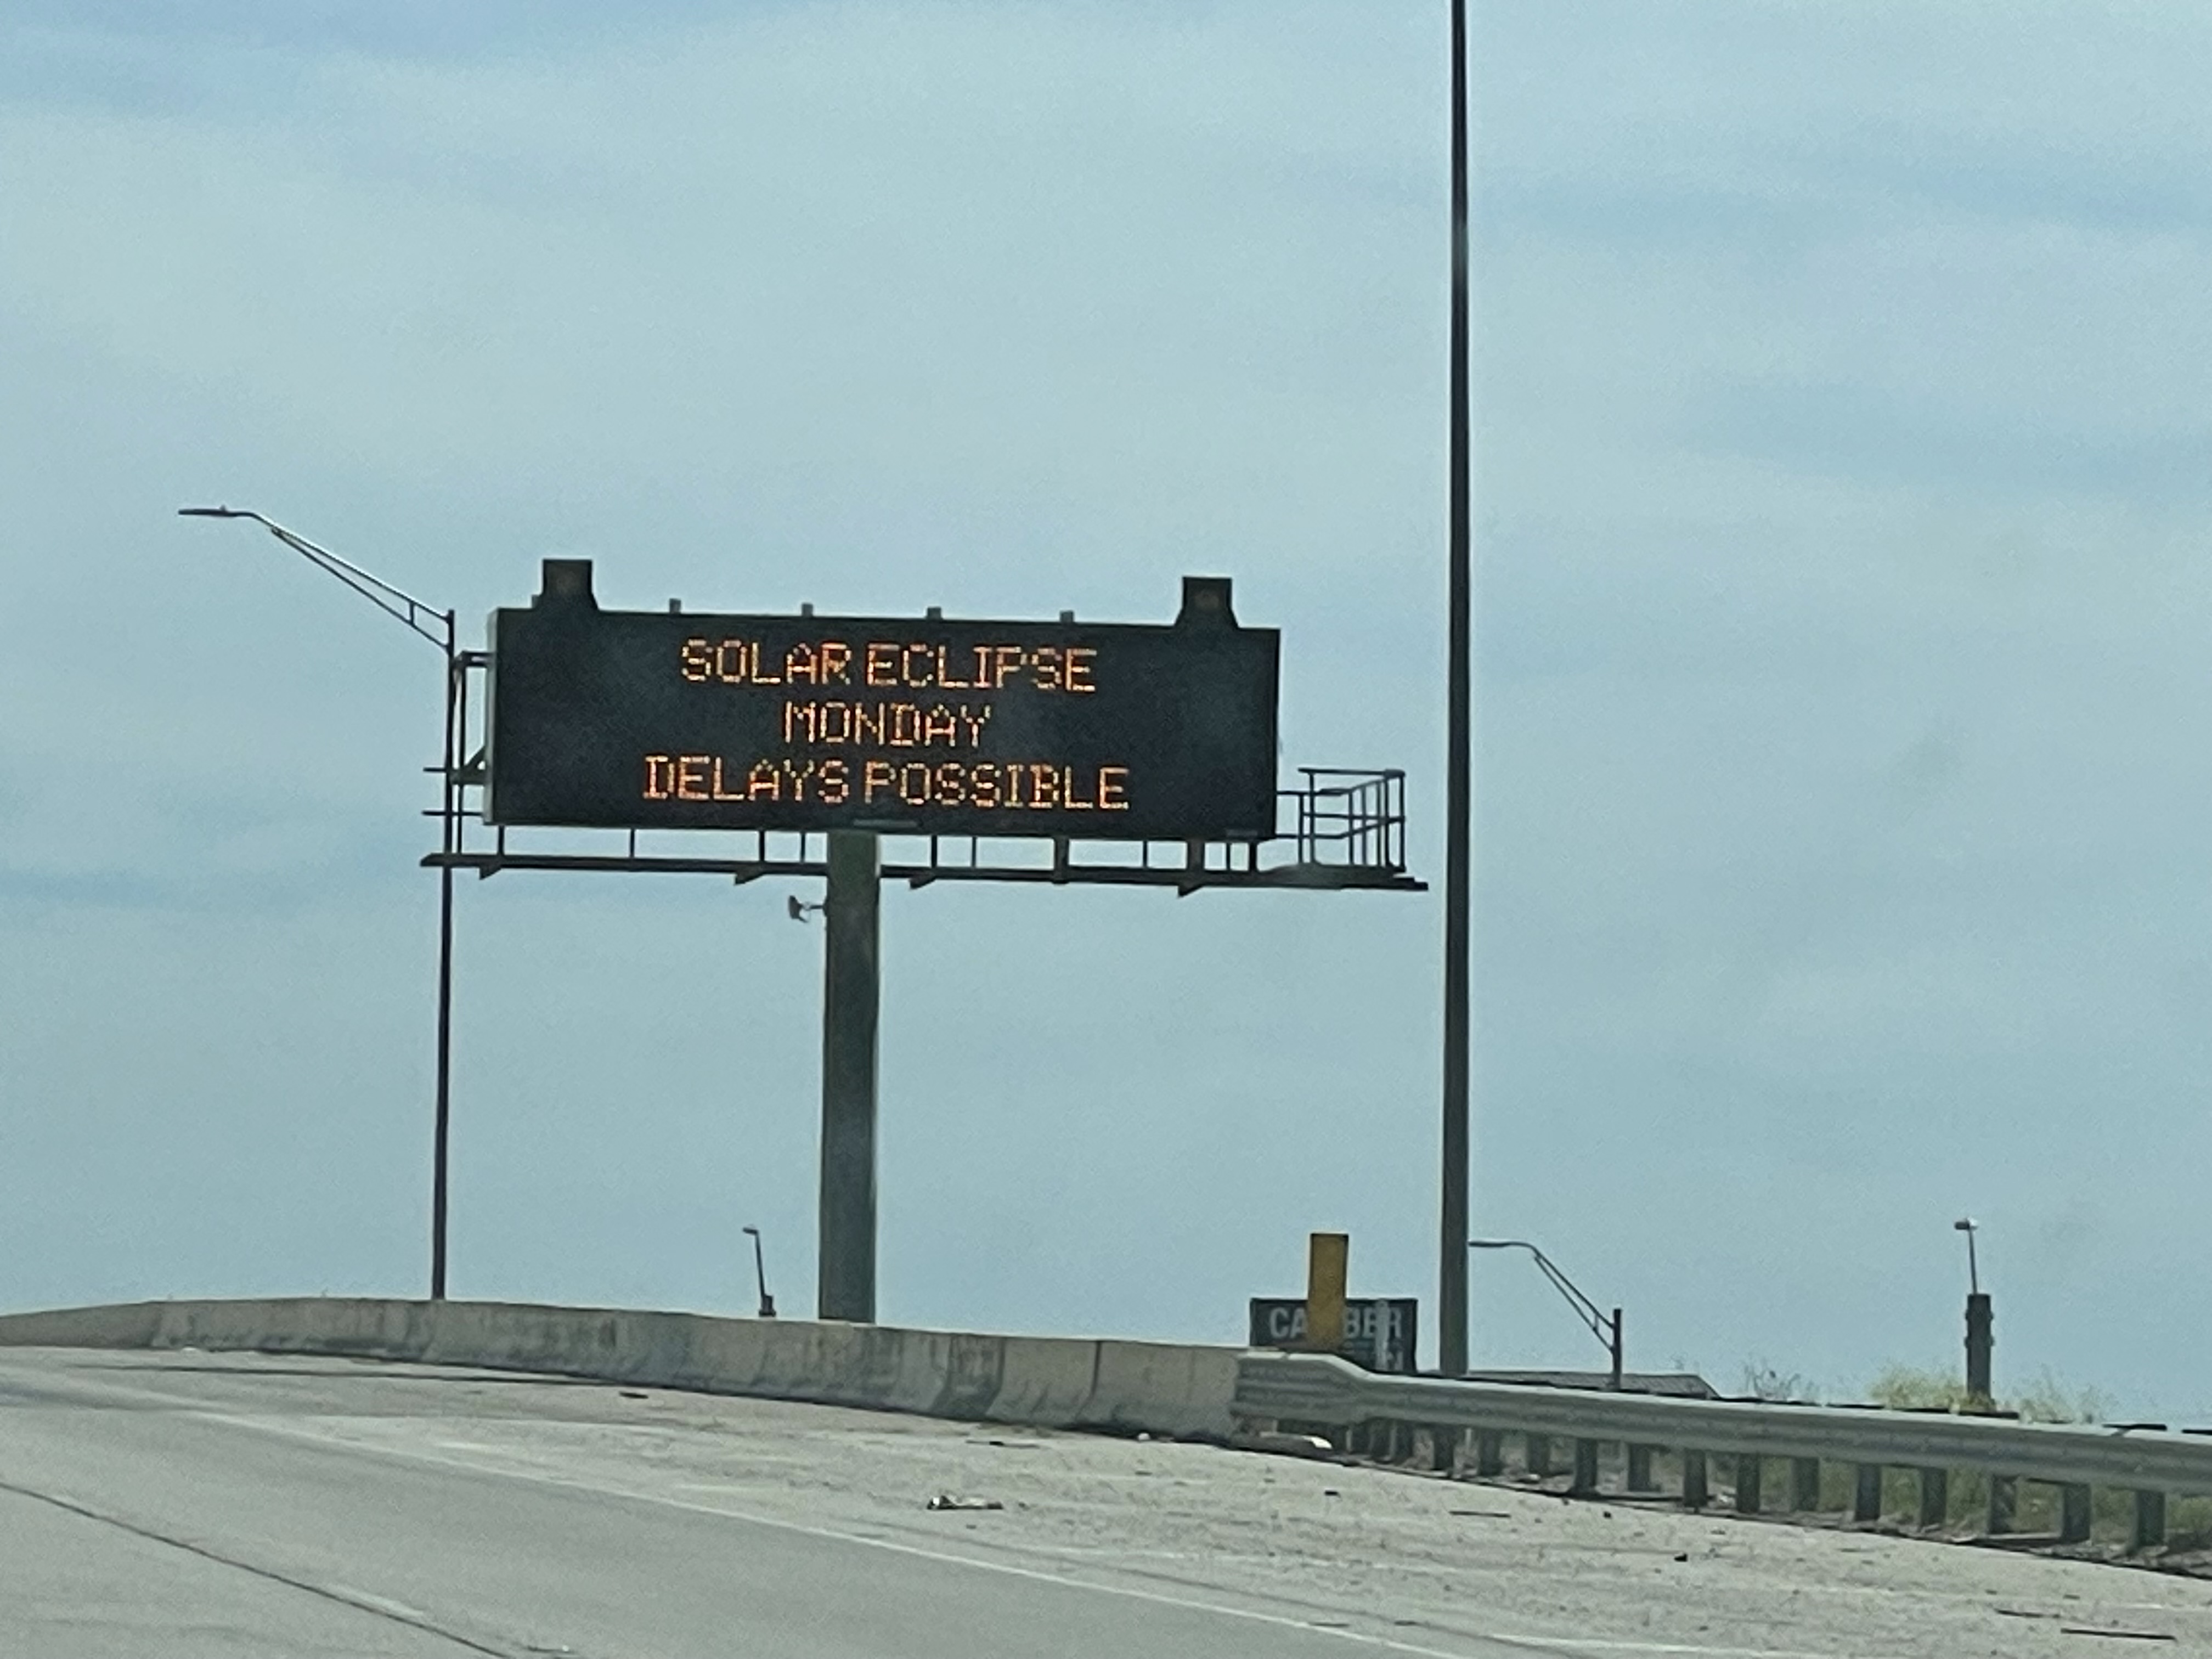 SOLAR ECLIPSE
MONDAY
DELAYS POSSIBLE